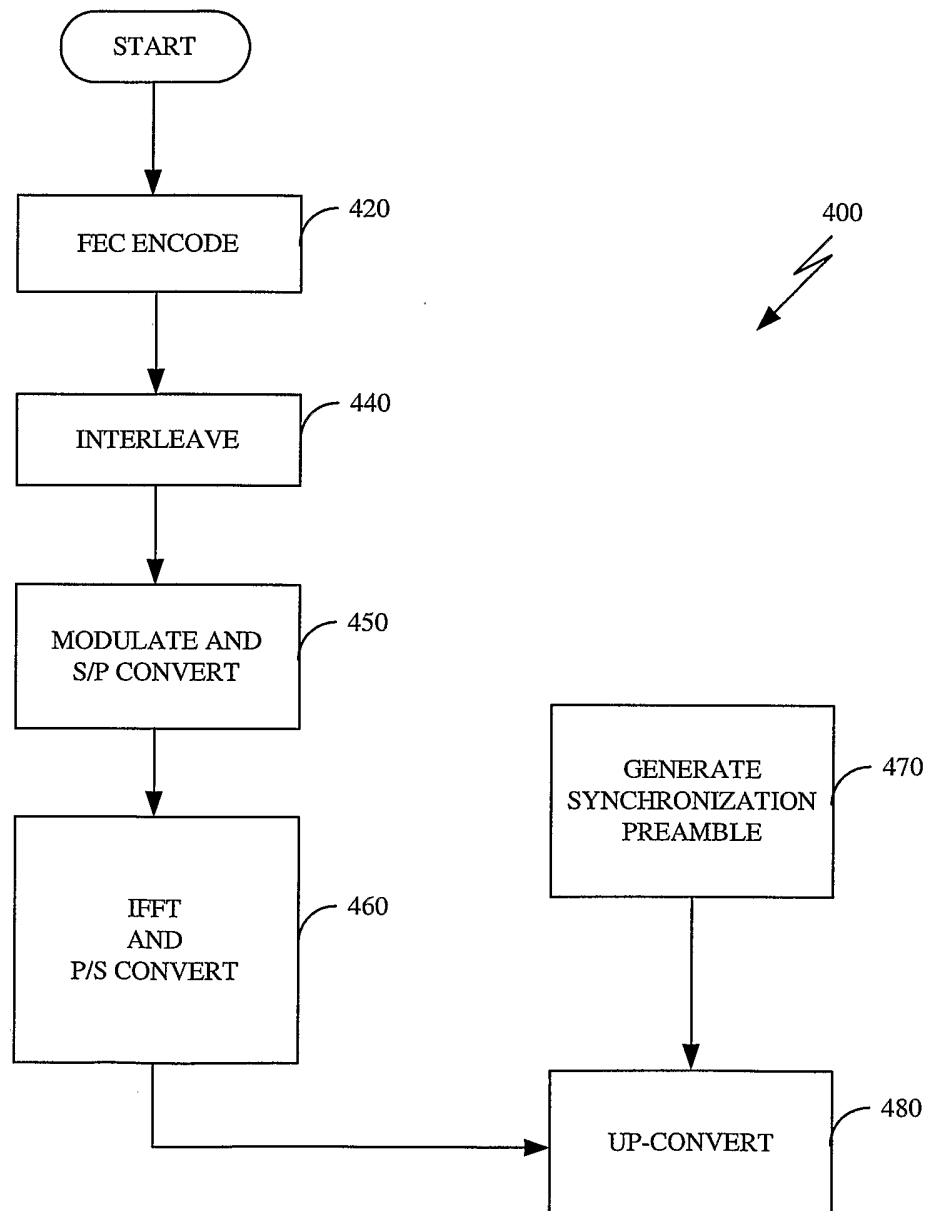 START
FEC ENCODE
420
400
INTERLEAVE
440
MODULATE AND
S/P CONVERT
450
GENERATE
SYNCHRONIZATION
PREAMBLE
470
IFFT
AND
P/S CONVERT
460
UP-CONVERT
480